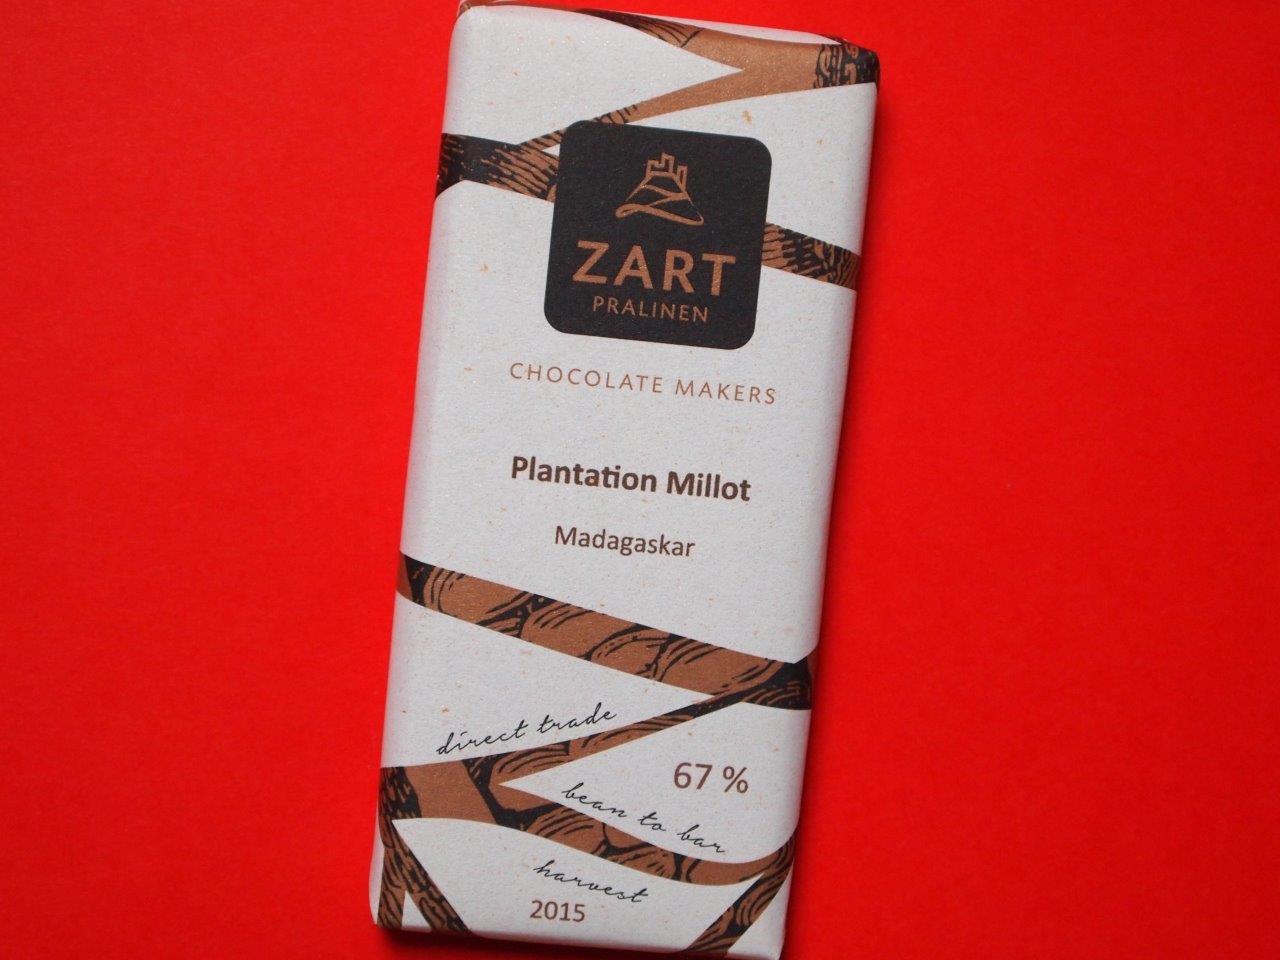 ZART
PRALINEN
CHOCOLATE MAKERS
Plantation Millot
Madagaskar
direct trade
67 %
bean to bar
harvest
2015